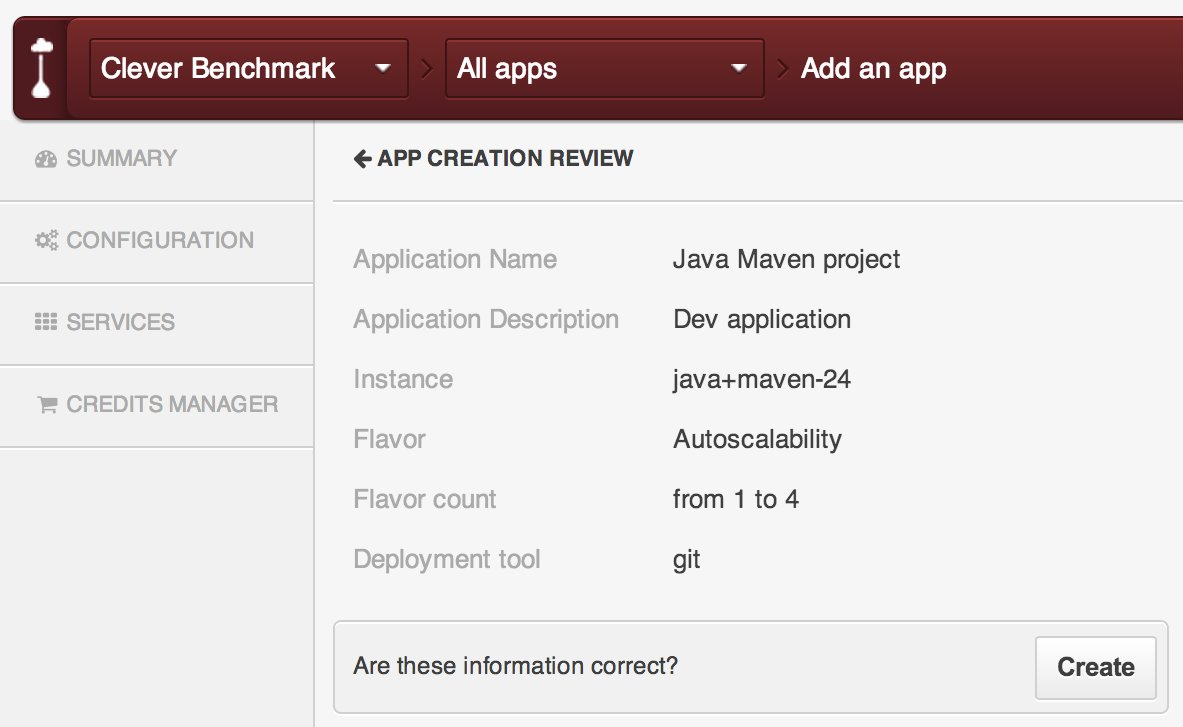 Clever Benchmark All apps Add an app
SUMMARY
CONFIGURATION
SERVICES
CREDITS MANAGER
APP CREATION REVIEW
Application Name Java Maven project
Application Description Dev application
Instance java+maven-24
Flavor Autoscalability
Flavor count from 1 to 4
Deployment tool git
Are these information correct? Create